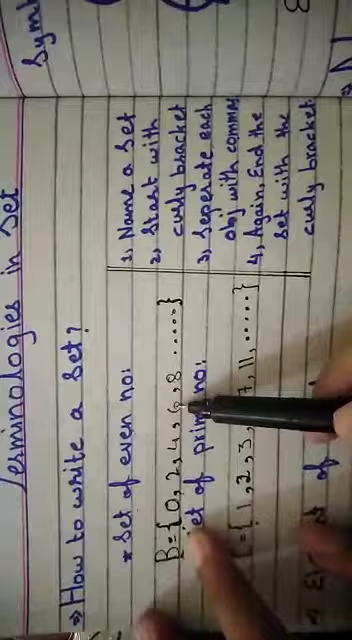 Terminologies in Set
⇒ How to write a Set?
* Set of even no:
B = {0, 2, 4, 6, 8 .....}
Set of prime no:
= {1, 2, 3, 7, 11, .....}
1, Name a Set
2, Start with
curly bracket
3, Seperate each
obj with comma
4, Again, End the
set with the
curly bracket
Symb
of